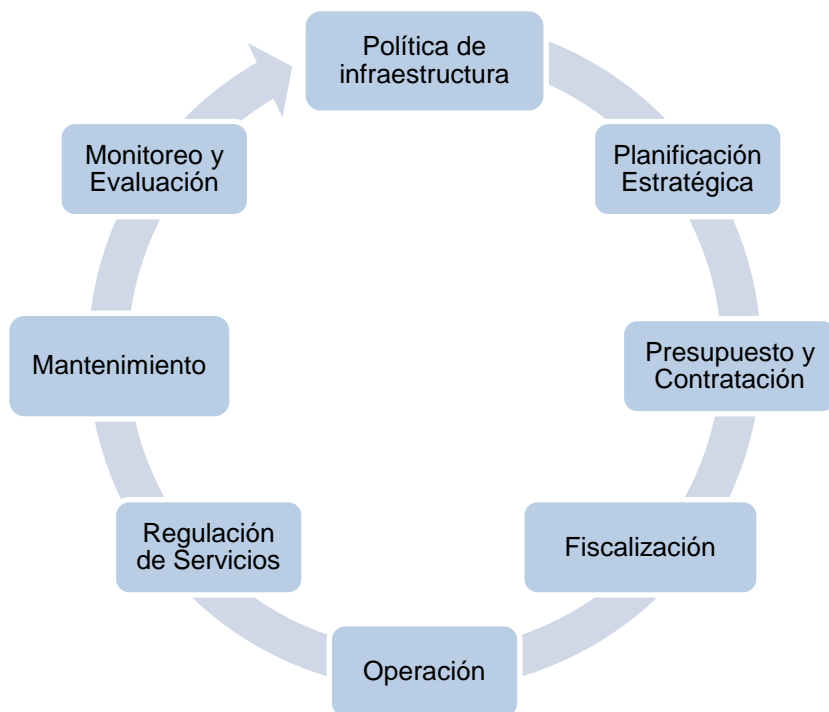 Política de
infraestructura
Planificación
Estratégica
Presupuesto y
Contratación
Fiscalización
Operación
Regulación
de Servicios
Mantenimiento
Monitoreo y
Evaluación